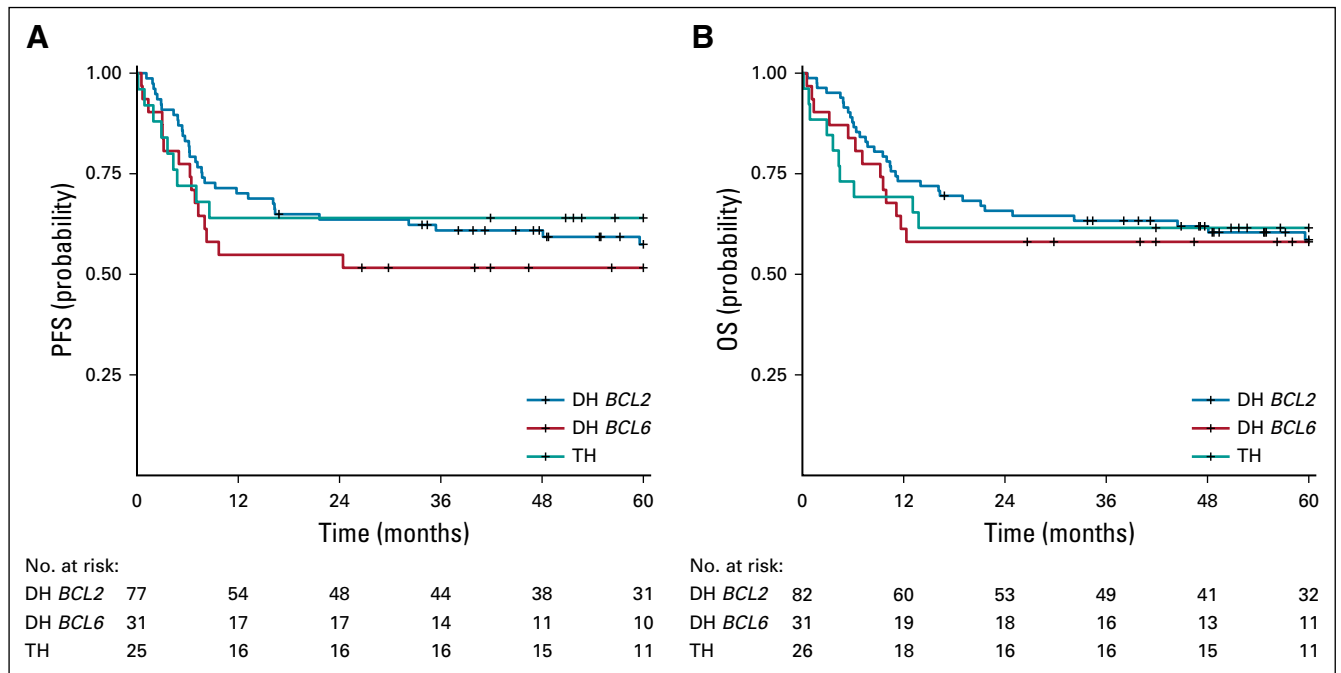 A
1.00
0.75
0.50
0.25
PFS (probability)
DH BCL2
DH BCL6
TH
0 12 24 36 48 60
Time (months)
No. at risk:
DH BCL2 77 54 48 44 38 31
DH BCL6 31 17 17 14 11 10
TH 25 16 16 16 15 11
B
1.00
0.75
0.50
0.25
OS (probability)
DH BCL2
DH BCL6
TH
0 12 24 36 48 60
Time (months)
No. at risk:
DH BCL2 82 60 53 49 41 32
DH BCL6 31 19 18 16 13 11
TH 26 18 16 16 15 11